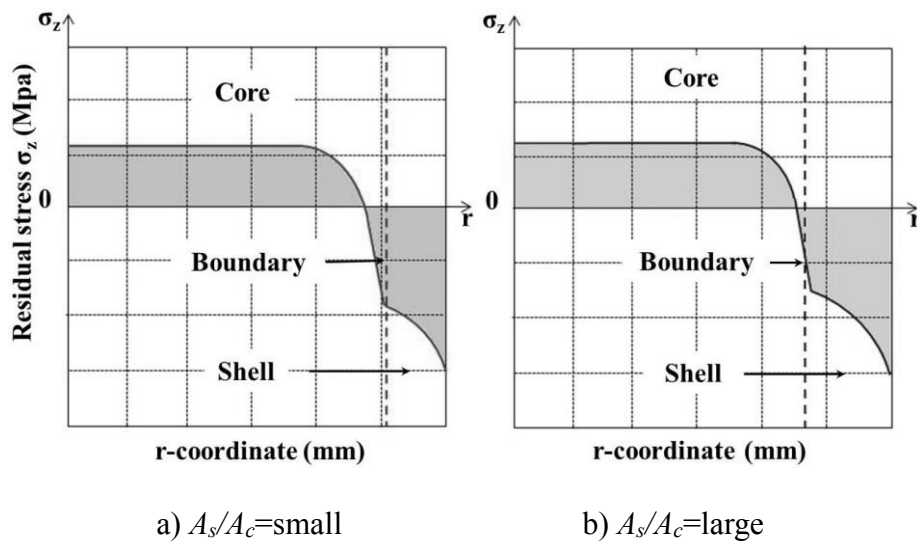 σz
Residual stress σz (Mpa)
0
Core
r
Boundary
Shell
r-coordinate (mm)
a) As/Ac=small
σz
0
Core
r
Boundary
Shell
r-coordinate (mm)
b) As/Ac=large